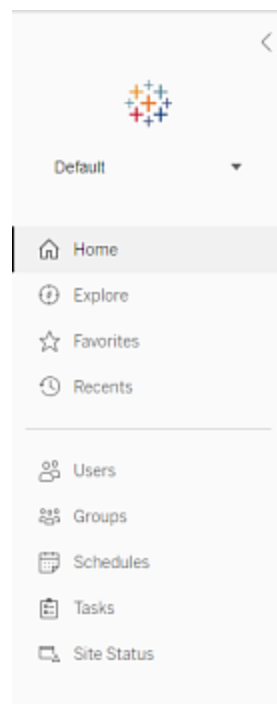 Default
Home
Explore
Favorites
Recents
Users
Groups
Schedules
Tasks
Site Status